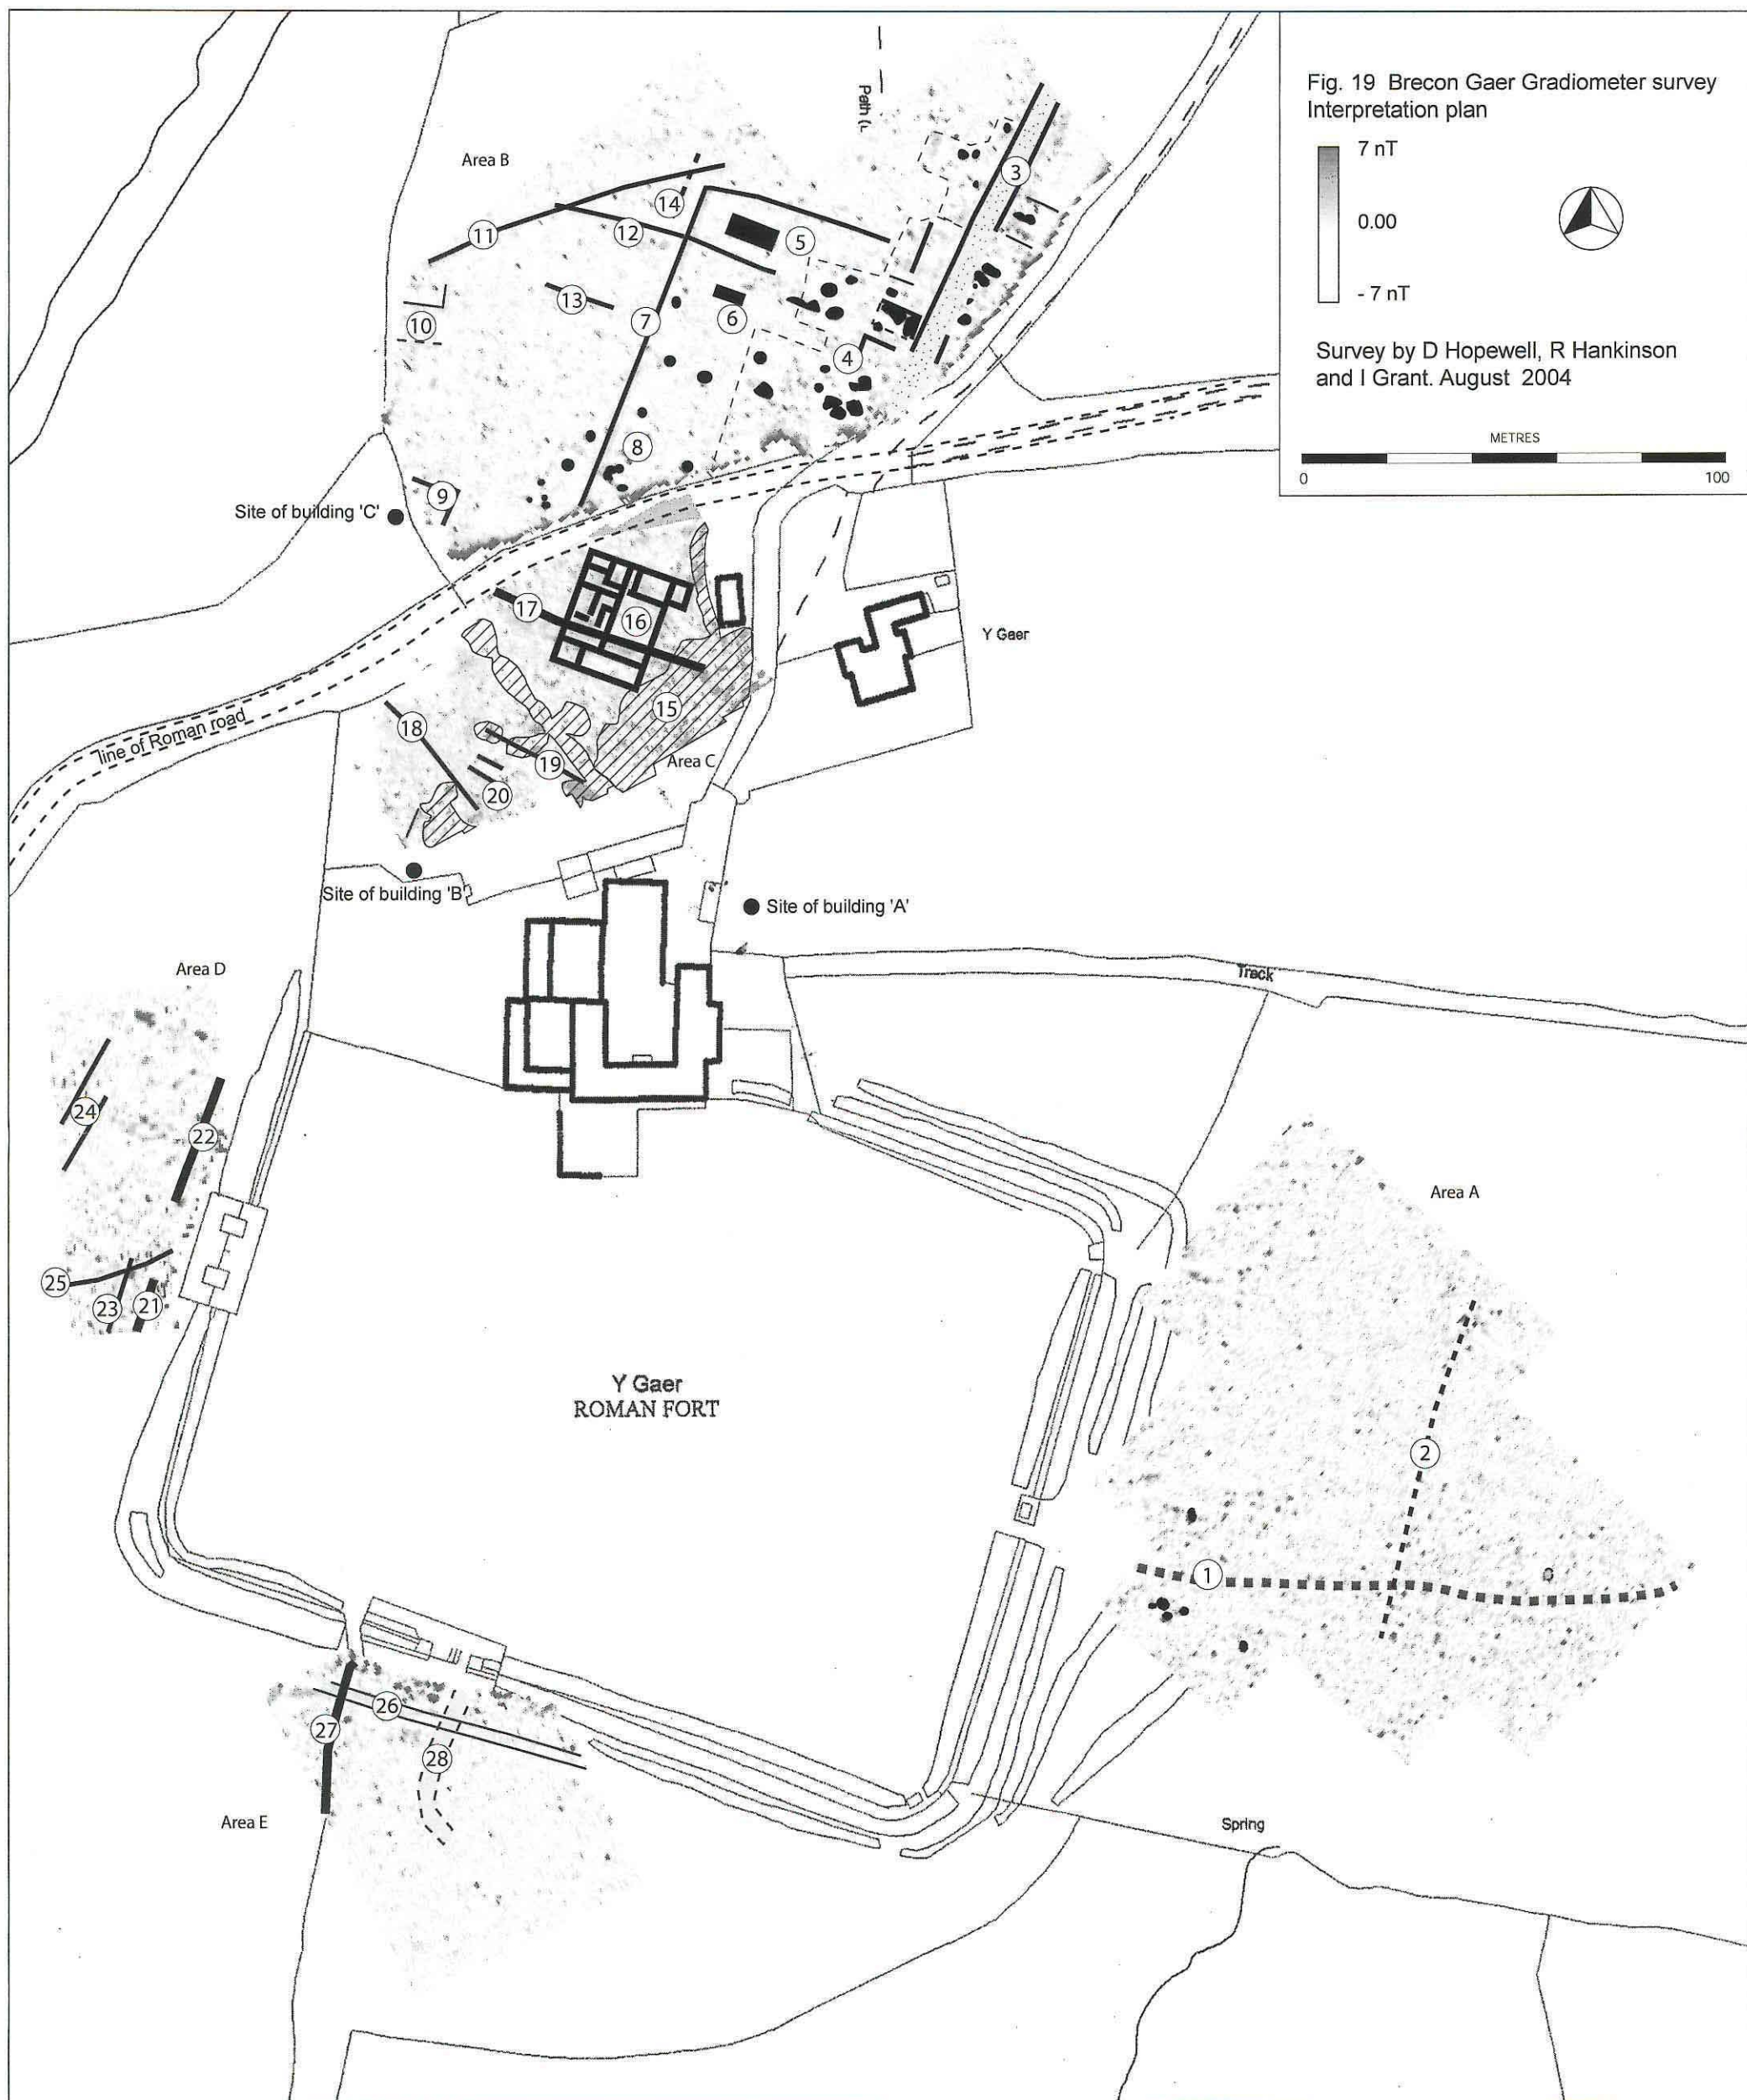 Fig. 19 Brecon Gaer Gradiometer survey
Interpretation plan
7 nT
0.00
- 7 nT
Survey by D Hopewell, R Hankinson
and I Grant. August 2004
METRES
0
100
Path (L
Area B
3
14
11
12
5
13
7
6
10
4
8
9
Site of building 'C'
17
16
Y Gaer
15
18
line of Roman road
Area C
19
20
Site of building 'B'
Site of building 'A'
Area D
Track
24
22
Area A
25
23
21
Y Gaer
ROMAN FORT
2
1
26
27
28
Area E
Spring